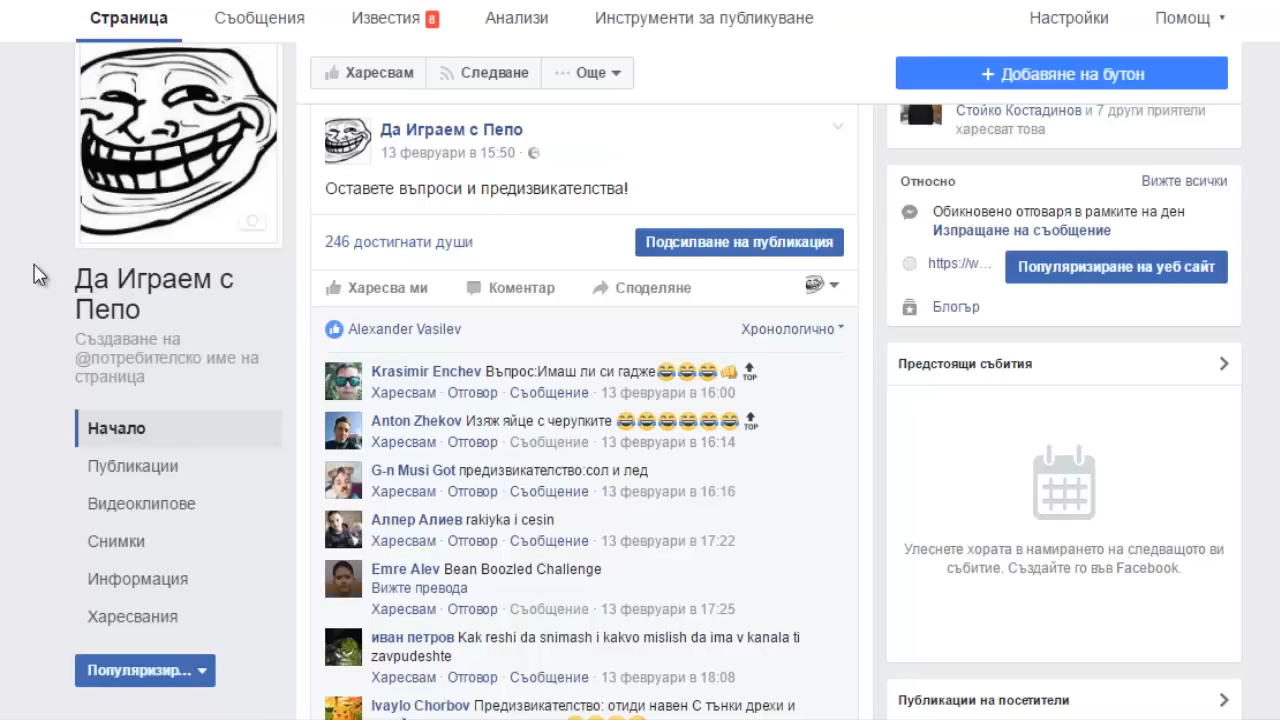 Страница
Съобщения
Известия 8
Анализи
Инструменти за публикуване
Настройки
Помощ
Харесвам
Следване
Още
+ Добавяне на бутон
Да Играем с
Пепо
Създаване на
@потребителско име на
страница
Начало
Публикации
Видеоклипове
Снимки
Информация
Харесвания
Популяризир...
Да Играем с Пепо
13 февруари в 15:50 ·
Оставете въпроси и предизвикателства!
246 достигнати души
Подсилване на публикация
Харесва ми
Коментар
Споделяне
Alexander Vasilev
Хронологично
Krasimir Enchev Въпрос:Имаш ли си гадже😂😂😂👊 TOP
Харесвам · Отговор · Съобщение · 13 февруари в 16:00
Anton Zhekov Изяж яйце с черупките 😂😂😂😂😂😂 TOP
Харесвам · Отговор · Съобщение · 13 февруари в 16:14
G-n Musi Got предизвикателство:сол и лед
Харесвам · Отговор · Съобщение · 13 февруари в 16:16
Алпер Алиев rakiyka i cesin
Харесвам · Отговор · Съобщение · 13 февруари в 17:22
Emre Alev Bean Boozled Challenge
Вижте превода
Харесвам · Отговор · Съобщение · 13 февруари в 17:25
иван петров Kak reshi da snimash i kakvo mislish da ima v kanala ti
zavpudeshte
Харесвам · Отговор · Съобщение · 13 февруари в 18:08
Ivaylo Chorbov Предизвикателство: отиди навен С тънки дрехи и
Стойко Костадинов и 7 други приятели
харесват това
Относно
Вижте всички
Обикновено отговаря в рамките на ден
Изпращане на съобщение
https://w...
Популяризиране на уеб сайт
Блогър
Предстоящи събития
Улеснете хората в намирането на следващото ви
събитие. Създайте го във Facebook.
Публикации на посетители